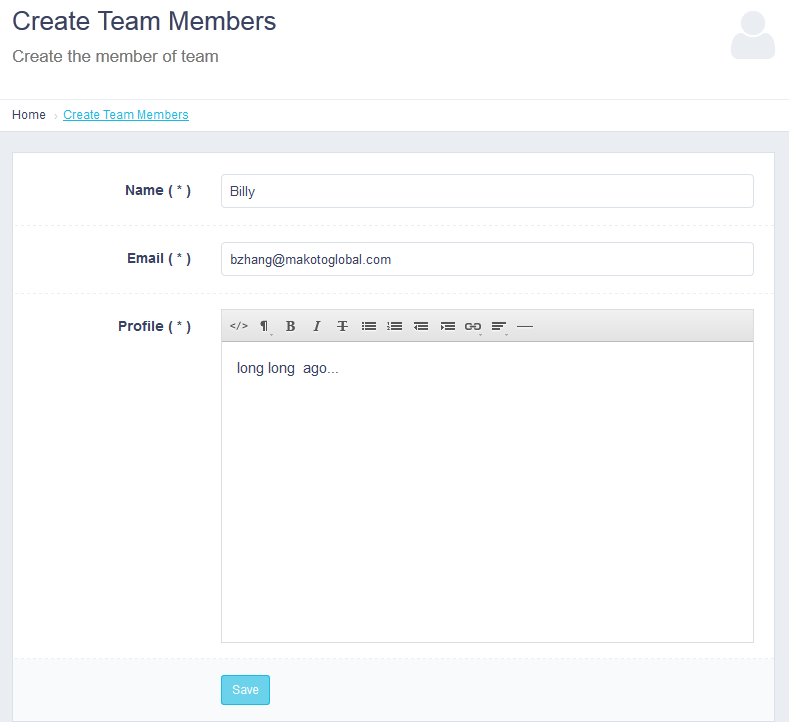 Create Team Members
Create the member of team
Home › Create Team Members
Name ( * )
Billy
Email ( * )
bzhang@makotoglobal.com
Profile ( * )
</> ¶ B I T
long long  ago...
Save